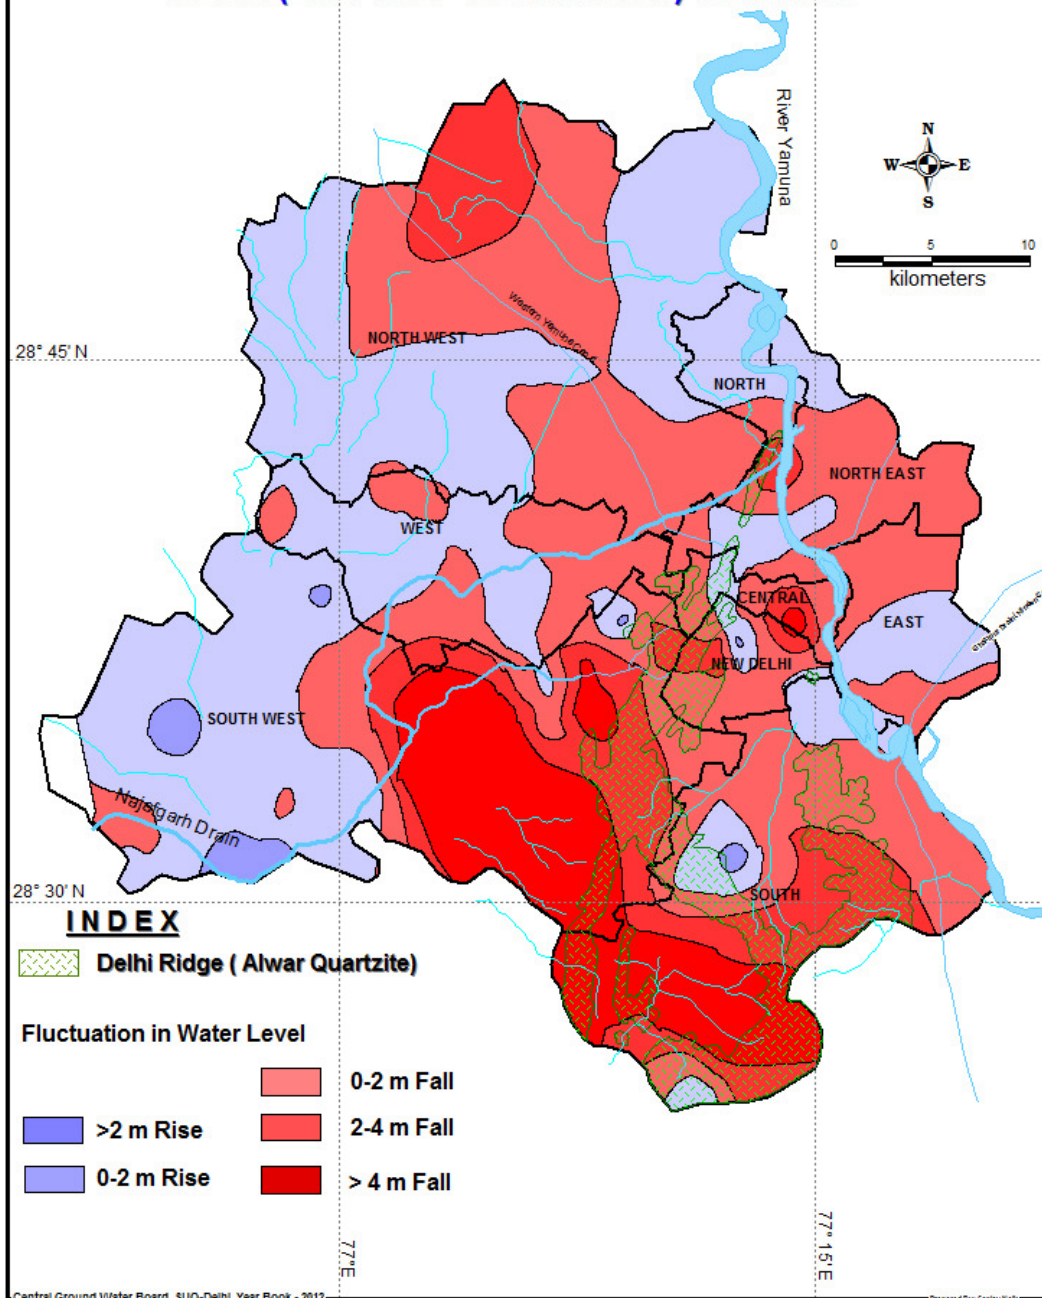 River Yamuna
N
W
E
S
0
5
10
kilometers
28° 45' N
NORTH WEST
NORTH
NORTH EAST
WEST
CENTRAL
EAST
NEW DELHI
SOUTH WEST
Najafgarh Drain
28° 30' N
SOUTH
INDEX
Delhi Ridge ( Alwar Quartzite)
Fluctuation in Water Level
0-2 m Fall
>2 m Rise
2-4 m Fall
0-2 m Rise
> 4 m Fall
77°E
77° 15' E
Central Ground Water Board, SUO-Delhi, Year Book - 2012